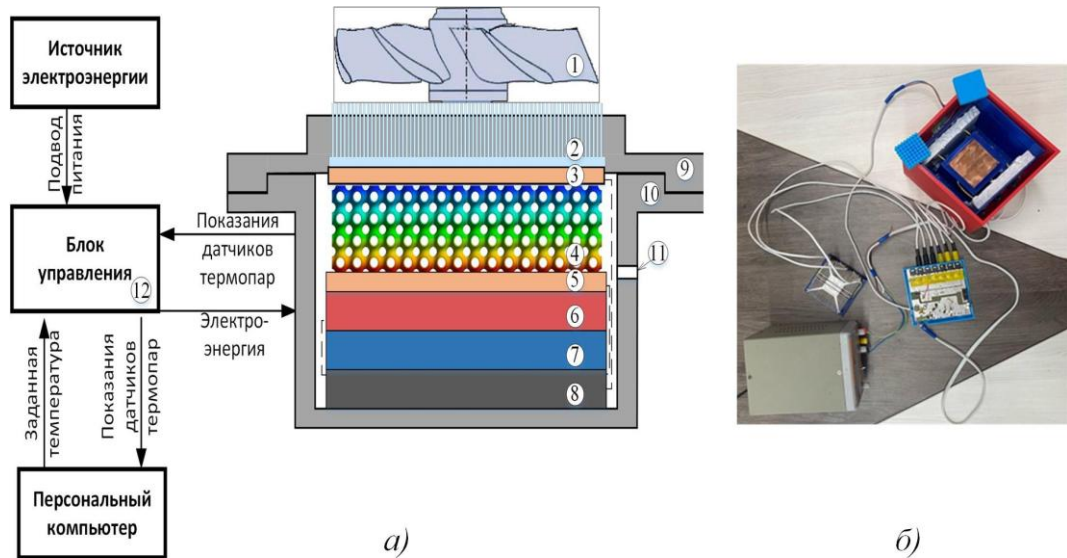 Источник
электроэнергии
Подвод
питания
Блок
управления
12
Показания
датчиков
термопар
Электро-
энергия
Заданная
температура
Показания
датчиков
термопар
Персональный
компьютер
1
2
3
4
5
6
7
8
9
10
11
а)
б)